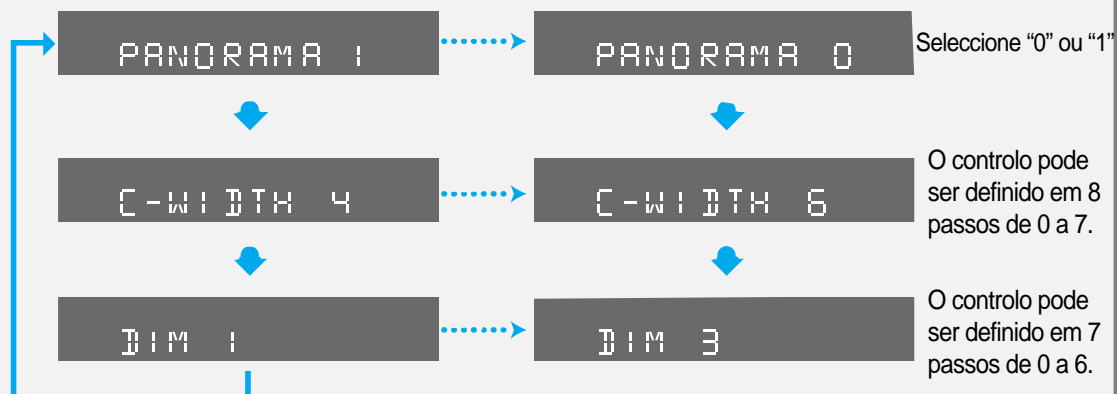 PANORAMA 1
PANORAMA 0
Seleccione “0” ou “1”
C-WIDTH 4
C-WIDTH 6
O controlo pode
ser definido em 8
passos de 0 a 7.
DIM 1
DIM 3
O controlo pode
ser definido em 7
passos de 0 a 6.